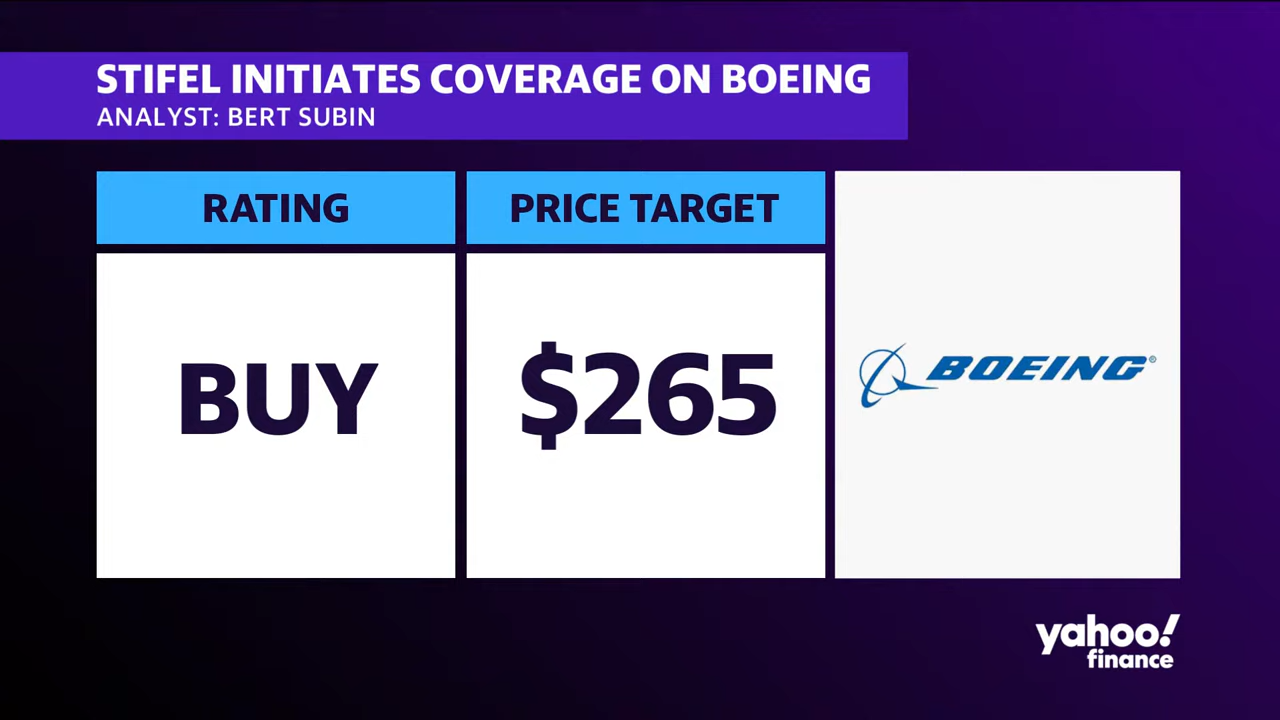 STIFEL INITIATES COVERAGE ON BOEING
ANALYST: BERT SUBIN
RATING
PRICE TARGET
BUY
$265
BOEING®
yahoo!
finance